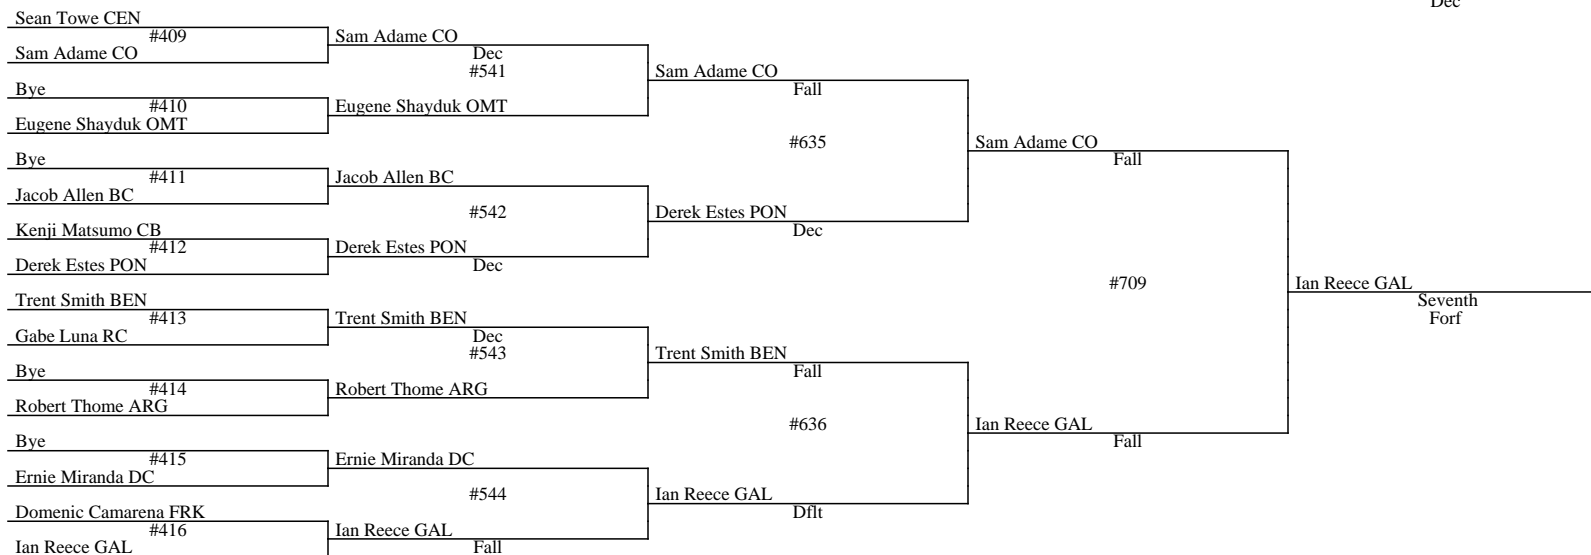 Dec
Sean Towe CEN
#409
Sam Adame CO
Bye
#410
Eugene Shayduk OMT
Bye
#411
Jacob Allen BC
Kenji Matsumo CB
#412
Derek Estes PON
Trent Smith BEN
#413
Gabe Luna RC
Bye
#414
Robert Thome ARG
Bye
#415
Ernie Miranda DC
Domenic Camarena FRK
#416
Ian Reece GAL
Sam Adame CO
Dec
#541
Eugene Shayduk OMT
Jacob Allen BC
#542
Derek Estes PON
Dec
Trent Smith BEN
Dec
#543
Robert Thome ARG
Ernie Miranda DC
#544
Ian Reece GAL
Fall
Sam Adame CO
Fall
#635
Derek Estes PON
Dec
Trent Smith BEN
Fall
#636
Ian Reece GAL
Dflt
Sam Adame CO
Fall
#709
Ian Reece GAL
Fall
Ian Reece GAL
Seventh
Forf